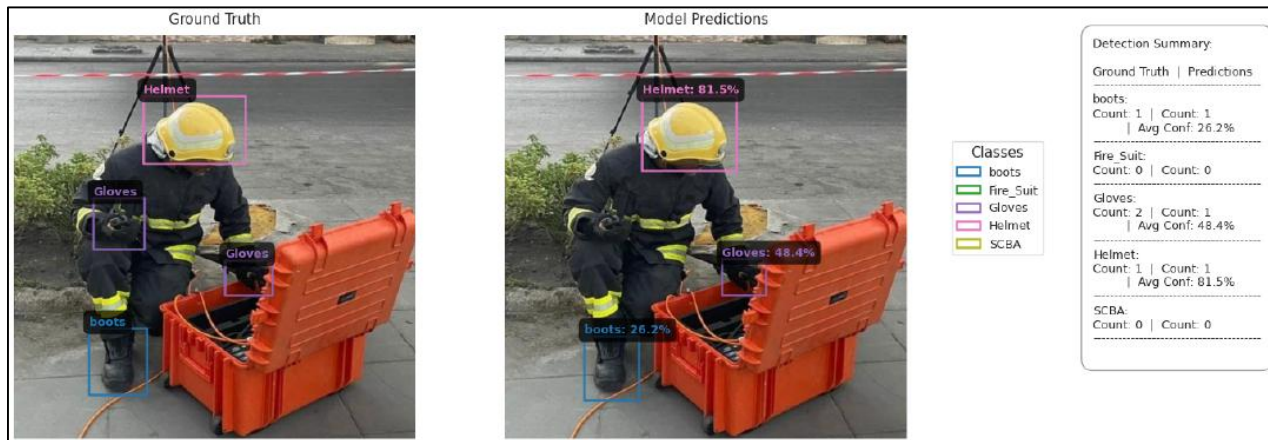 Ground Truth
Model Predictions
Helmet
Gloves
Gloves
boots
Helmet: 81.5%
Gloves: 48.4%
boots: 26.2%
Classes
boots
Fire_Suit
Gloves
Helmet
SCBA
Detection Summary:
Ground Truth | Predictions
------------------------------------------
boots:
Count: 1 | Count: 1
| Avg Conf: 26.2%
------------------------------------------
Fire_Suit:
Count: 0 | Count: 0
------------------------------------------
Gloves:
Count: 2 | Count: 1
| Avg Conf: 48.4%
------------------------------------------
Helmet:
Count: 1 | Count: 1
| Avg Conf: 81.5%
------------------------------------------
SCBA:
Count: 0 | Count: 0
------------------------------------------